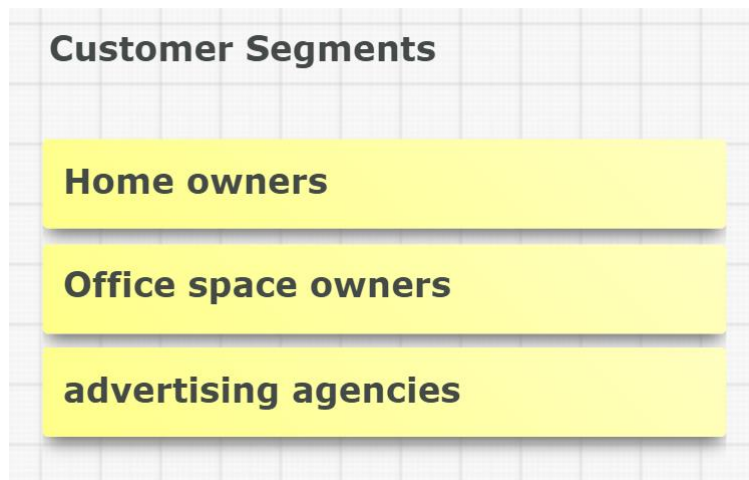 Customer Segments
Home owners
Office space owners
advertising agencies